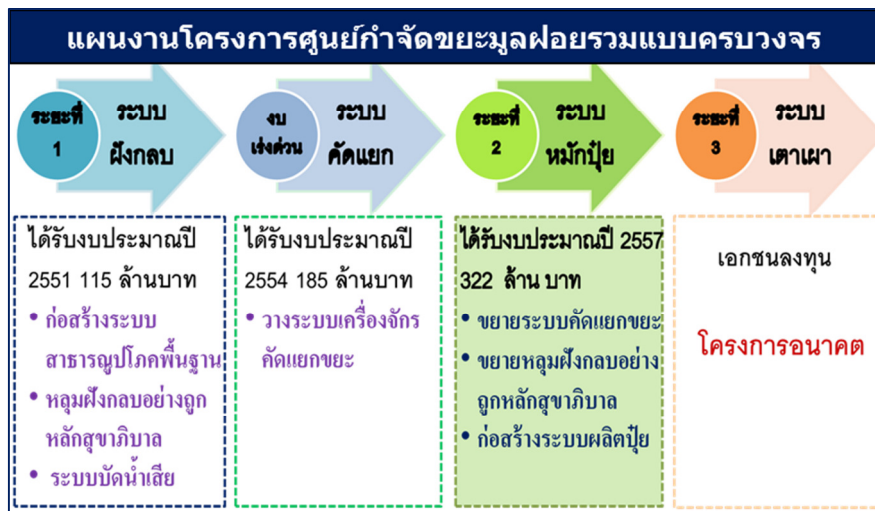 แผนงานโครงการศูนย์กำจัดขยะมูลฝอยรวมแบบครบวงจร
ระยะที่
1
ระบบ
ฝังกลบ
งบ
เร่งด่วน
ระบบ
คัดแยก
ระยะที่
2
ระบบ
หมักปุ๋ย
ระยะที่
3
ระบบ
เตาเผา
ได้รับงบประมาณปี
2551 115 ล้านบาท
• ก่อสร้างระบบ
สาธารณูปโภคพื้นฐาน
• หลุมฝังกลบอย่างถูก
หลักสุขาภิบาล
• ระบบบัดน้ำเสีย
ได้รับงบประมาณปี
2554 185 ล้านบาท
• วางระบบเครื่องจักร
คัดแยกขยะ
ได้รับงบประมาณปี 2557
322 ล้าน บาท
• ขยายระบบคัดแยกขยะ
• ขยายหลุมฝังกลบอย่าง
ถูกหลักสุขาภิบาล
• ก่อสร้างระบบผลิตปุ๋ย
เอกชนลงทุน
โครงการอนาคต